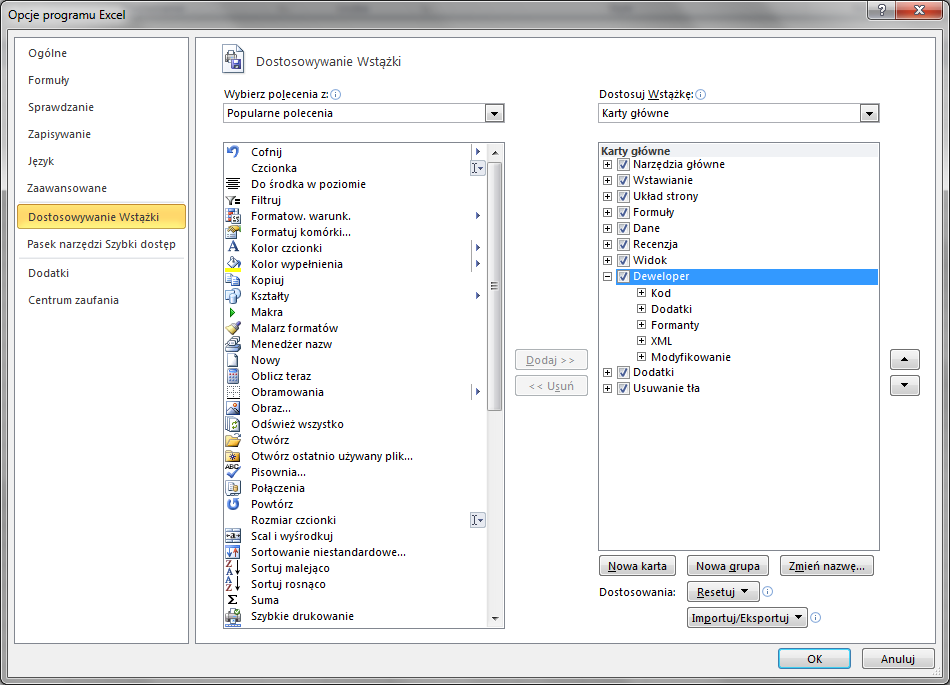 Opcje programu Excel
Ogólne
Formuły
Sprawdzanie
Zapisywanie
Język
Zaawansowane
Dostosowywanie Wstążki
Pasek narzędzi Szybki dostęp
Dodatki
Centrum zaufania
Dostosowywanie Wstążki
Wybierz polecenia z:
Popularne polecenia
Cofnij
Czcionka
Do środka w poziomie
Filtruj
Formatow. warunk.
Formatuj komórki...
Kolor czcionki
Kolor wypełnienia
Kopiuj
Kształty
Makra
Malarz formatów
Menedżer nazw
Nowy
Oblicz teraz
Obramowania
Obraz...
Odśwież wszystko
Otwórz
Otwórz ostatnio używany plik...
Pisownia...
Połączenia
Powtórz
Rozmiar czcionki
Scal i wyśrodkuj
Sortowanie niestandardowe...
Sortuj malejąco
Sortuj rosnąco
Suma
Szybkie drukowanie
Dodaj >>
<< Usuń
Dostosuj Wstążkę:
Karty główne
Karty główne
Narzędzia główne
Wstawianie
Układ strony
Formuły
Dane
Recenzja
Widok
Deweloper
Kod
Dodatki
Formanty
XML
Modyfikowanie
Dodatki
Usuwanie tła
Nowa karta
Nowa grupa
Zmień nazwę...
Dostosowania:
Resetuj
Importuj/Eksportuj
OK
Anuluj